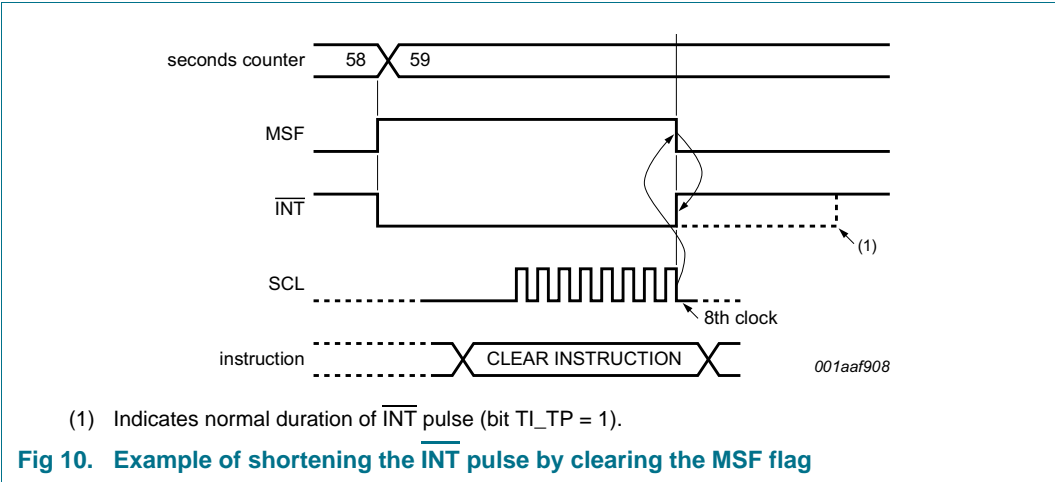 seconds counter 58 59
MSF
INT
(1)
SCL
8th clock
instruction CLEAR INSTRUCTION
001aaf908
(1) Indicates normal duration of INT pulse (bit TI_TP = 1).
Fig 10. Example of shortening the INT pulse by clearing the MSF flag